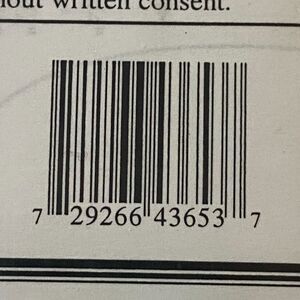 out written consent.
7 29266 43653 7